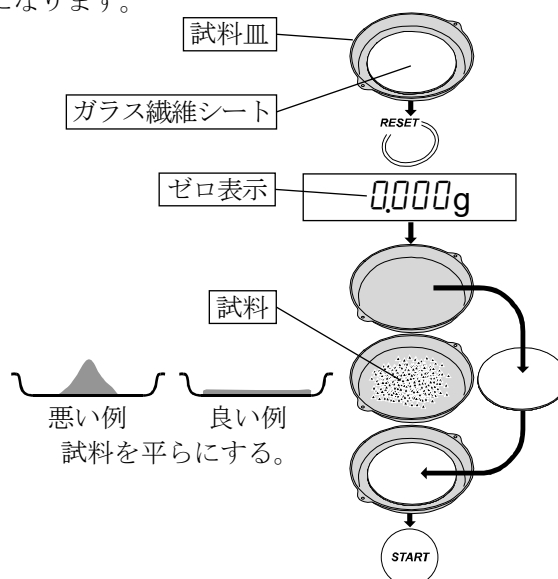 になります。
試料皿
ガラス繊維シート
RESET
ゼロ表示
0.000g
試料
悪い例
良い例
試料を平らにする。
START